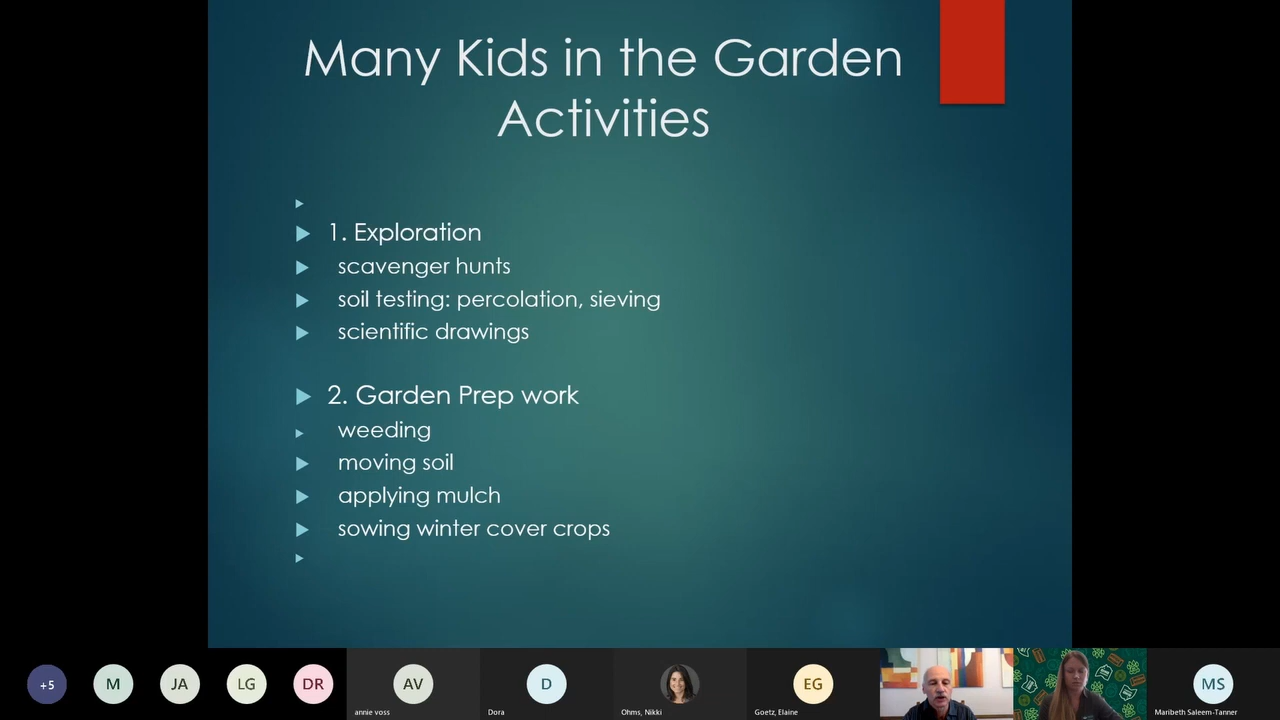 Many Kids in the Garden
Activities
1. Exploration
scavenger hunts
soil testing: percolation, sieving
scientific drawings
2. Garden Prep work
weeding
moving soil
applying mulch
sowing winter cover crops
+5
M
JA
LG
DR
AV
annie voss
D
Dora
Ohms, Nikki
EG
Goetz, Elaine
MS
Maribeth Saleem-Tanner